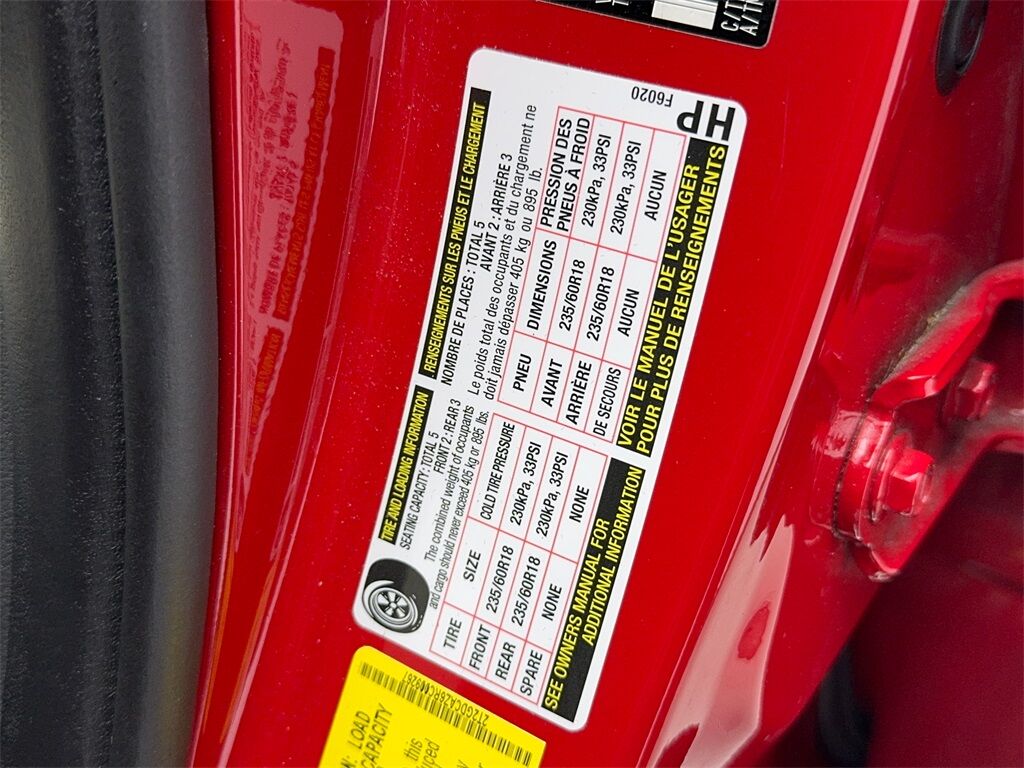 TIRE AND LOADING INFORMATION
SEATING CAPACITY : TOTAL 5
FRONT 2 : REAR 3
The combined weight of occupants
and cargo should never exceed 405 kg or 895 lbs.
TIRE SIZE COLD TIRE PRESSURE
FRONT 235/60R18 230kPa, 33PSI
REAR 235/60R18 230kPa, 33PSI
SPARE NONE NONE
SEE OWNERS MANUAL FOR
ADDITIONAL INFORMATION
RENSEIGNEMENTS SUR LES PNEUS ET LE CHARGEMENT
NOMBRE DE PLACES : TOTAL 5
AVANT 2 : ARRIÈRE 3
Le poids total des occupants et du chargement ne
doit jamais dépasser 405 kg ou 895 lb.
PNEU DIMENSIONS PRESSION DES
PNEUS À FROID
AVANT 235/60R18 230kPa, 33PSI
ARRIÈRE 235/60R18 230kPa, 33PSI
DE SECOURS AUCUN AUCUN
VOIR LE MANUEL DE L'USAGER
POUR PLUS DE RENSEIGNEMENTS
F6020
HP
C/TI
A/TR
LOAD
CAPACITY
this